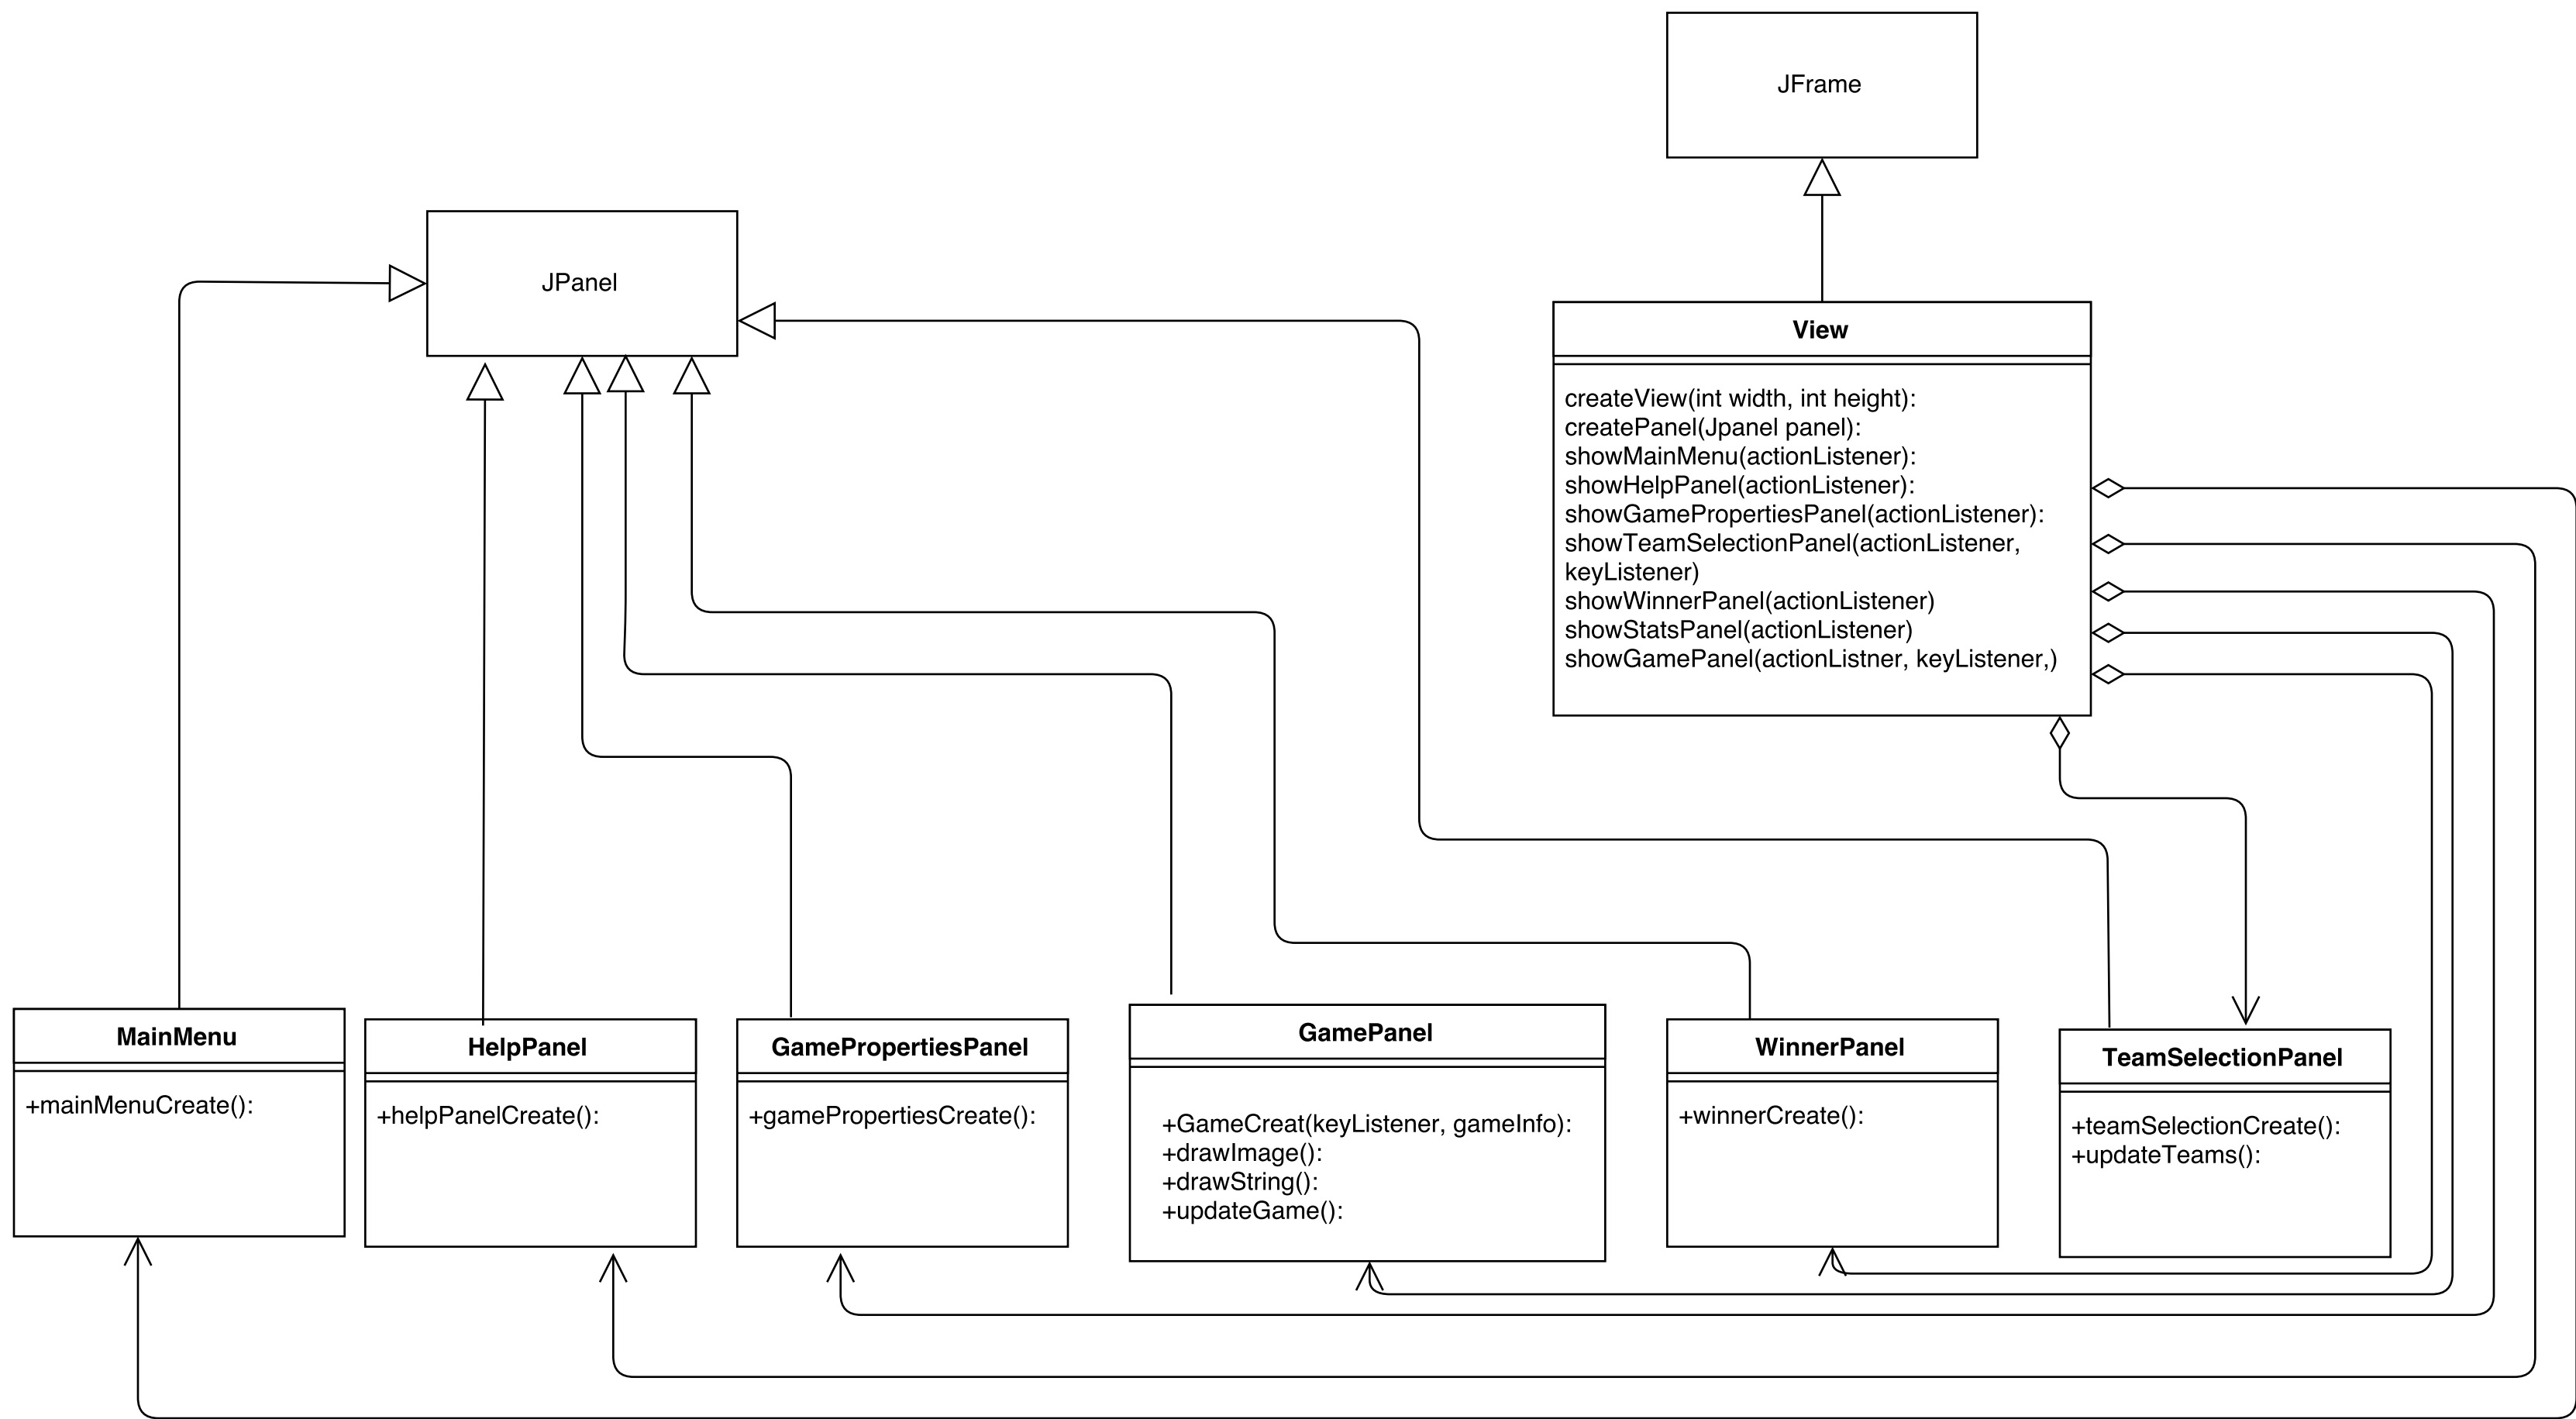 JFrame
JPanel
View
createView(int width, int height):
createPanel(Jpanel panel):
showMainMenu(actionListener):
showHelpPanel(actionListener):
showGamePropertiesPanel(actionListener):
showTeamSelectionPanel(actionListener,
keyListener)
showWinnerPanel(actionListener)
showStatsPanel(actionListener)
showGamePanel(actionListner, keyListener,)
MainMenu
+mainMenuCreate():
HelpPanel
+helpPanelCreate():
GamePropertiesPanel
+gamePropertiesCreate():
GamePanel
+GameCreat(keyListener, gameInfo):
+drawImage():
+drawString():
+updateGame():
WinnerPanel
+winnerCreate():
TeamSelectionPanel
+teamSelectionCreate():
+updateTeams():